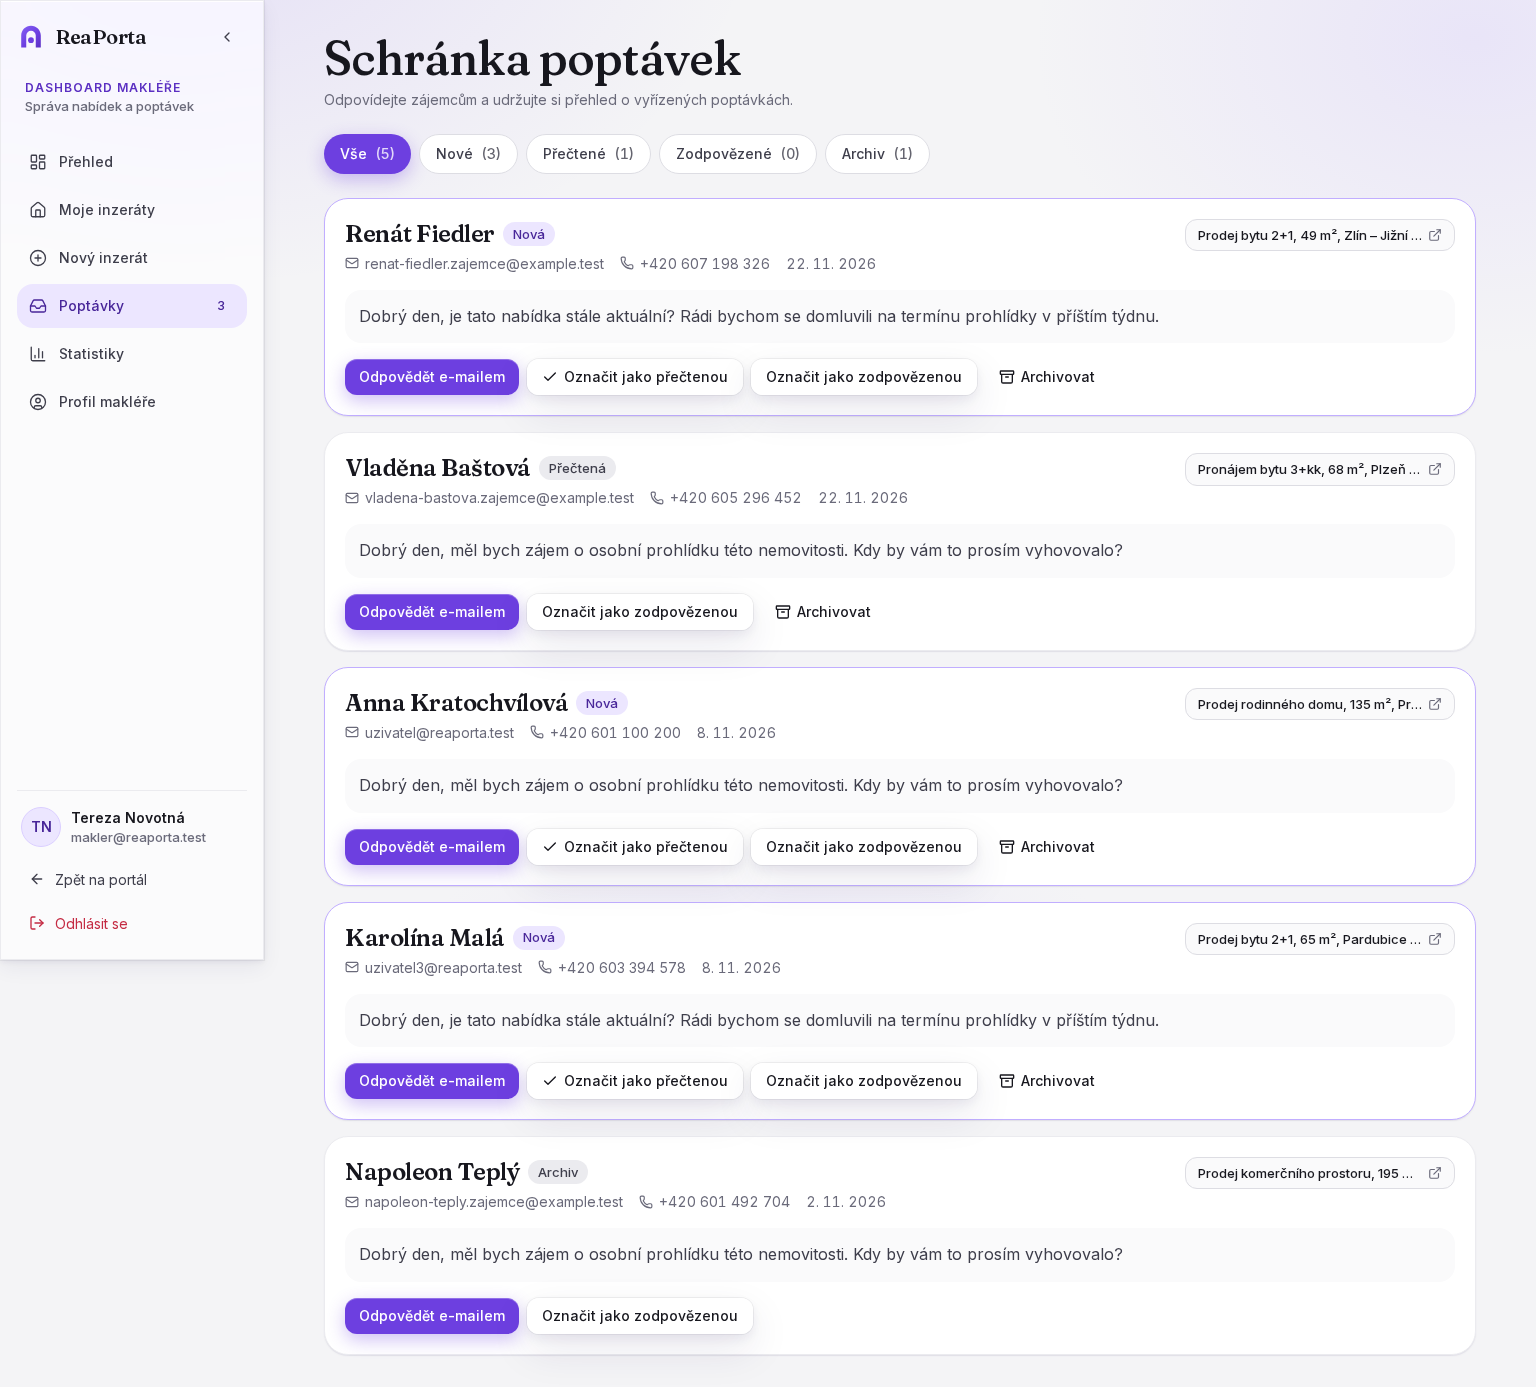 ReaPorta
DASHBOARD MAKLÉŘE
Správa nabídek a poptávek
Přehled
Moje inzeráty
Nový inzerát
Poptávky 3
Statistiky
Profil makléře
TN
Tereza Novotná
makler@reaporta.test
Zpět na portál
Odhlásit se
Schránka poptávek
Odpovídejte zájemcům a udržujte si přehled o vyřízených poptávkách.
Vše (5) Nové (3) Přečtené (1) Zodpovězené (0) Archiv (1)
Renát Fiedler Nová Prodej bytu 2+1, 49 m², Zlín – Jižní ...
renat-fiedler.zajemce@example.test +420 607 198 326 22. 11. 2026
Dobrý den, je tato nabídka stále aktuální? Rádi bychom se domluvili na termínu prohlídky v příštím týdnu.
Odpovědět e-mailem Označit jako přečtenou Označit jako zodpovězenou Archivovat
Vladěna Baštová Přečtená Pronájem bytu 3+kk, 68 m², Plzeň ...
vladena-bastova.zajemce@example.test +420 605 296 452 22. 11. 2026
Dobrý den, měl bych zájem o osobní prohlídku této nemovitosti. Kdy by vám to prosím vyhovovalo?
Odpovědět e-mailem Označit jako zodpovězenou Archivovat
Anna Kratochvílová Nová Prodej rodinného domu, 135 m², Pr...
uzivatel@reaporta.test +420 601 100 200 8. 11. 2026
Dobrý den, měl bych zájem o osobní prohlídku této nemovitosti. Kdy by vám to prosím vyhovovalo?
Odpovědět e-mailem Označit jako přečtenou Označit jako zodpovězenou Archivovat
Karolína Malá Nová Prodej bytu 2+1, 65 m², Pardubice ...
uzivatel3@reaporta.test +420 603 394 578 8. 11. 2026
Dobrý den, je tato nabídka stále aktuální? Rádi bychom se domluvili na termínu prohlídky v příštím týdnu.
Odpovědět e-mailem Označit jako přečtenou Označit jako zodpovězenou Archivovat
Napoleon Teplý Archiv Prodej komerčního prostoru, 195 ...
napoleon-teply.zajemce@example.test +420 601 492 704 2. 11. 2026
Dobrý den, měl bych zájem o osobní prohlídku této nemovitosti. Kdy by vám to prosím vyhovovalo?
Odpovědět e-mailem Označit jako zodpovězenou